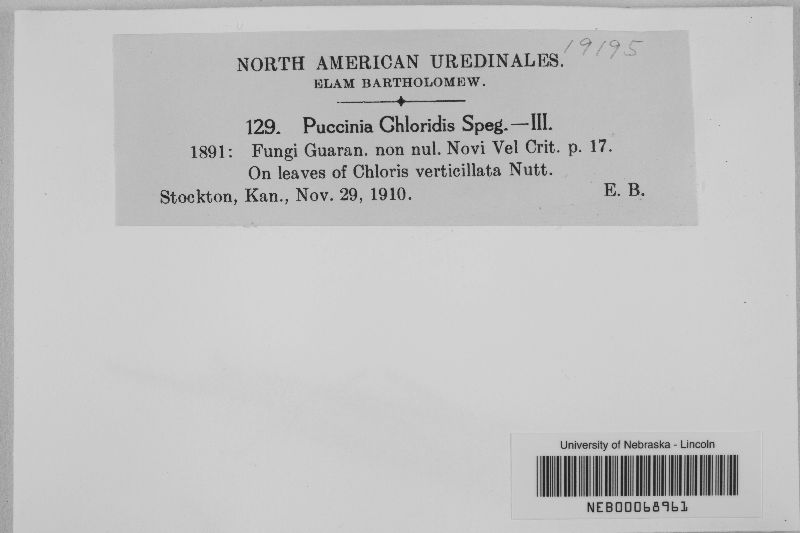 19195
NORTH AMERICAN UREDINALES.
ELAM BARTHOLOMEW.
129. Puccinia Chloridis Speg.—III.
1891: Fungi Guaran. non nul. Novi Vel Crit. p. 17.
On leaves of Chloris verticillata Nutt.
Stockton, Kan., Nov. 29, 1910. E. B.
University of Nebraska - Lincoln
NEB00068961